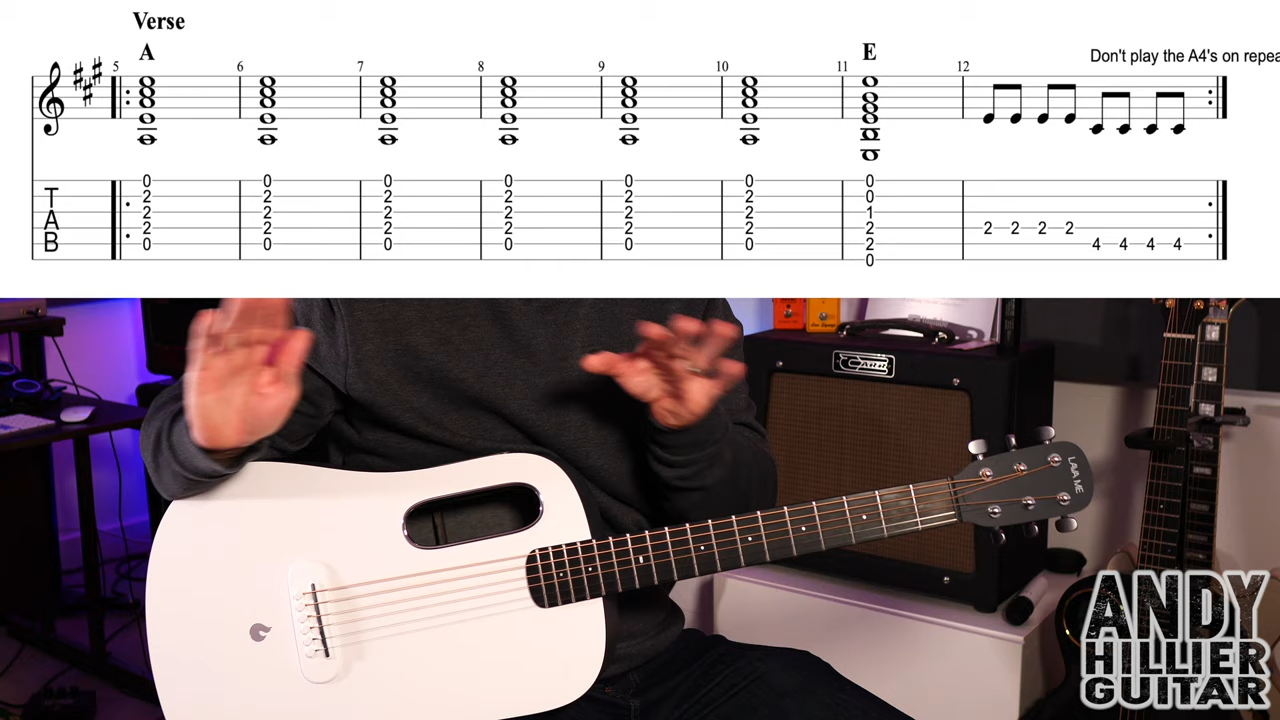 Verse
A E
Don't play the A4's on repea
5 6 7 8 9 10 11 12
T
A
B
0 0 0 0 0 0 0
2 2 2 2 2 2 0
2 2 2 2 2 2 1
2 2 2 2 2 2 2 2 2 2 2
0 0 0 0 0 0 2 4 4 4 4
0
CARR
LAVA ME
ANDY
HILLIER
GUITAR